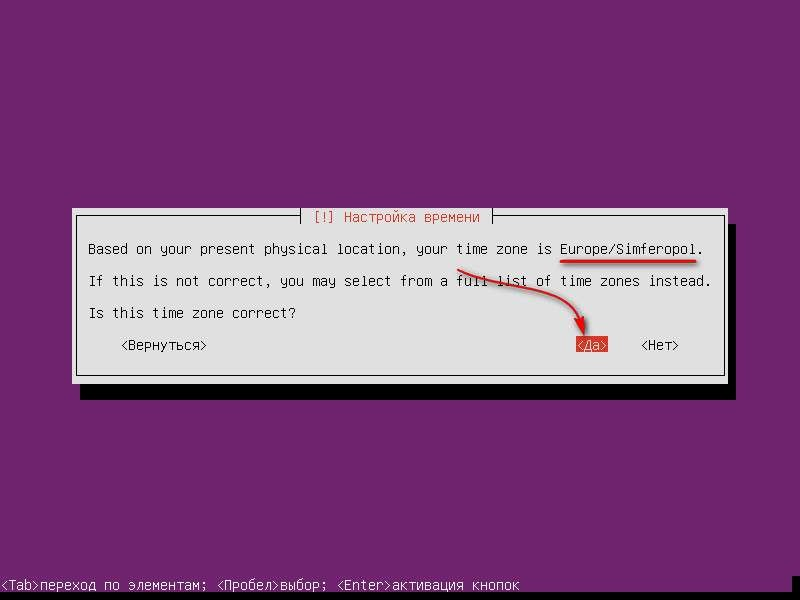 [!] Настройка времени
Based on your present physical location, your time zone is Europe/Simferopol.
If this is not correct, you may select from a full list of time zones instead.
Is this time zone correct?
<Вернуться> <Да> <Нет>
<Tab>переход по элементам; <Пробел>выбор; <Enter>активация кнопок